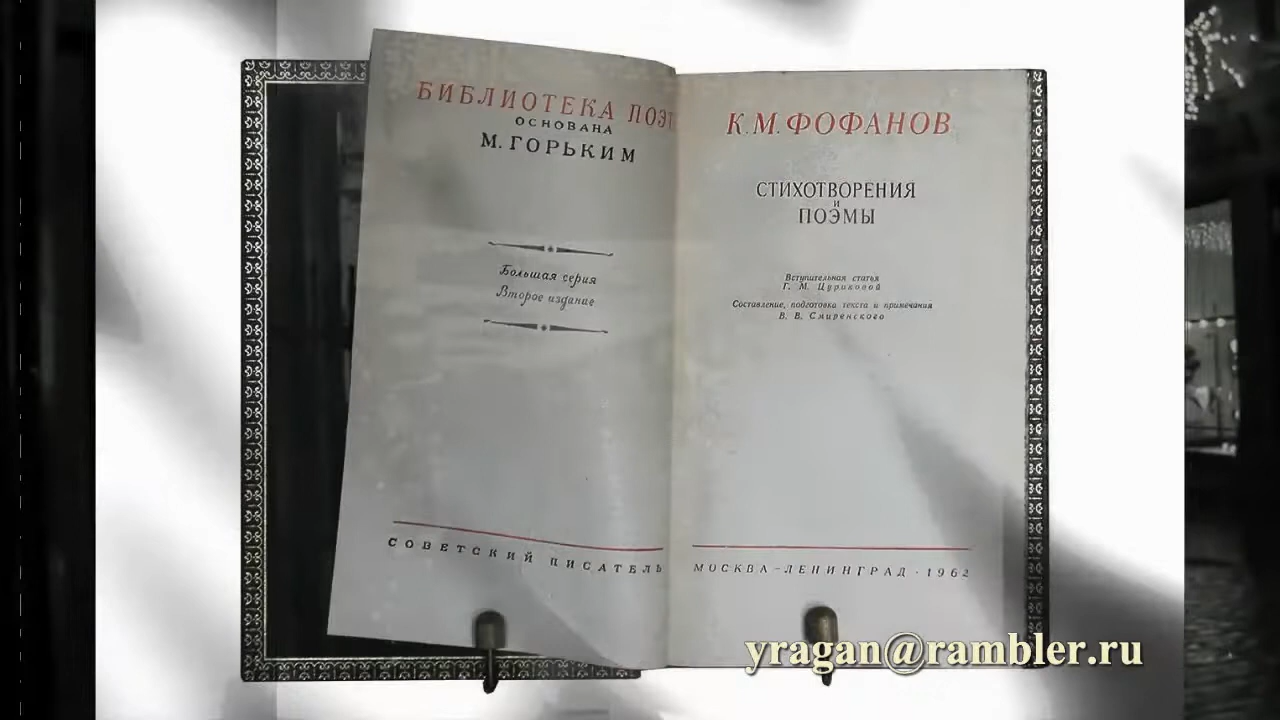 БИБЛИОТЕКА ПОЭТ
ОСНОВАНА
М. ГОРЬКИМ
Большая серия
Второе издание
СОВЕТСКИЙ ПИСАТЕЛЬ
К. М. ФОФАНОВ
СТИХОТВОРЕНИЯ
И
ПОЭМЫ
Вступительная статья
Г. М. Цуриковой
Составление, подготовка текста и примечания
В. В. Смиренского
МОСКВА–ЛЕНИНГРАД · 1962
yragan@rambler.ru